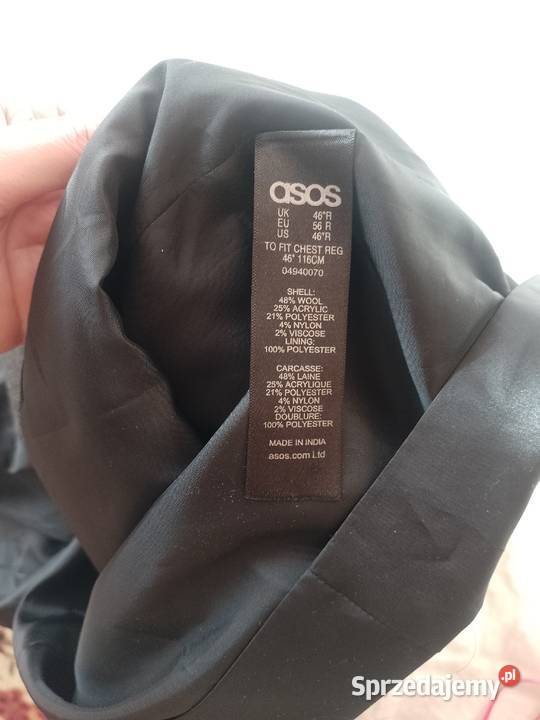 asos
UK 46"R
EU 56 R
US 46"R
TO FIT CHEST REG
46" 116CM
04940070
SHELL:
48% WOOL
25% ACRYLIC
21% POLYESTER
4% NYLON
2% VISCOSE
LINING:
100% POLYESTER
CARCASSE:
48% LAINE
25% ACRYLIQUE
21% POLYESTER
4% NYLON
2% VISCOSE
DOUBLURE:
100% POLYESTER
MADE IN INDIA
asos.com Ltd
Sprzedajemy.pl